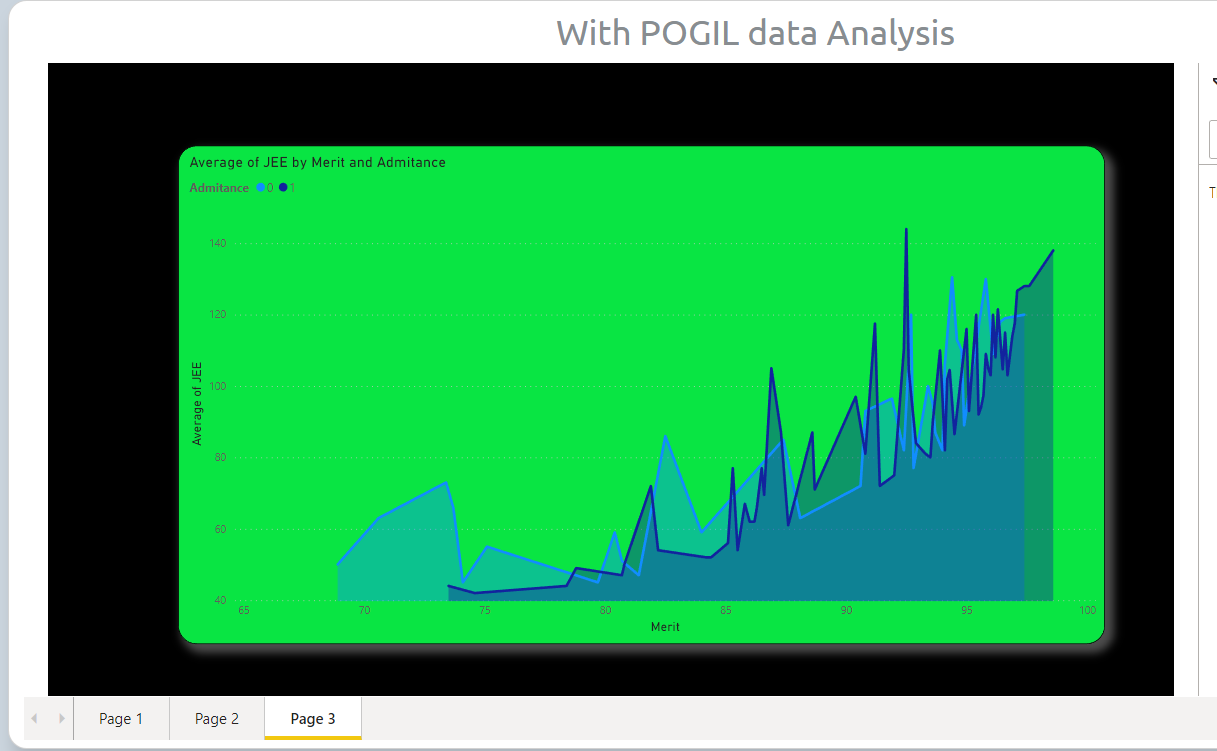 With POGIL data Analysis
Average of JEE by Merit and Admitance
Admitance 0 1
140
120
100
80
60
40
Average of JEE
65 70 75 80 85 90 95 100
Merit
T
Page 1 Page 2 Page 3